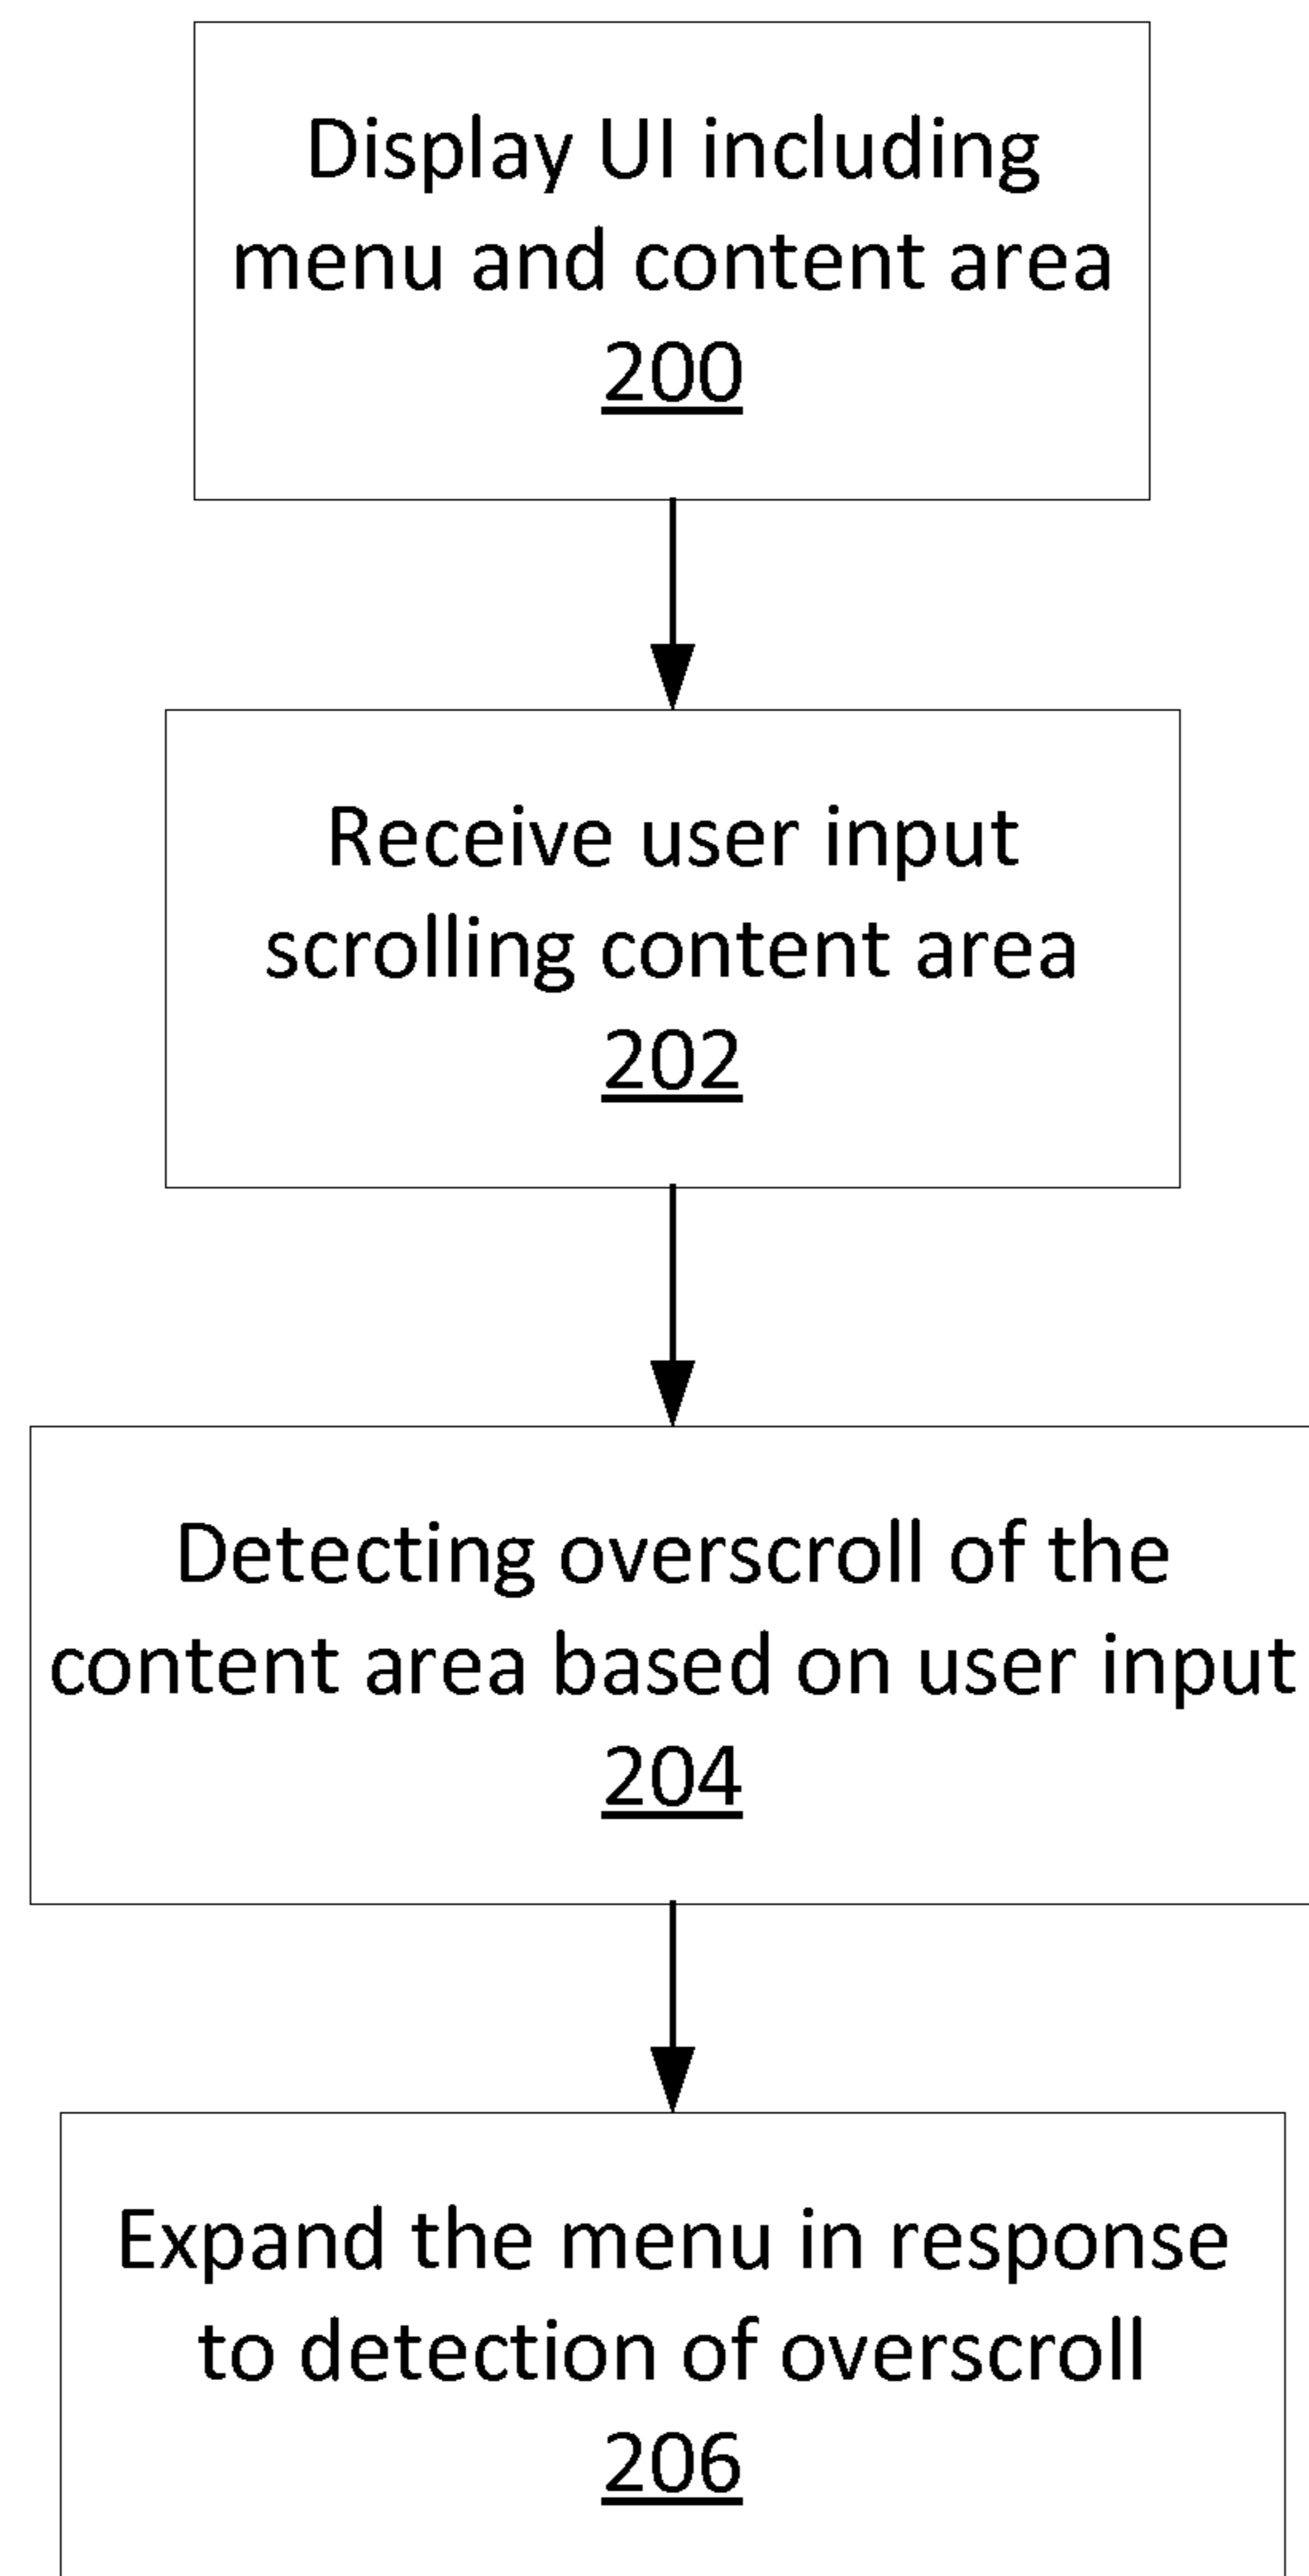 Display UI including
menu and content area
200
Receive user input
scrolling content area
202
Detecting overscroll of the
content area based on user input
204
Expand the menu in response
to detection of overscroll
206